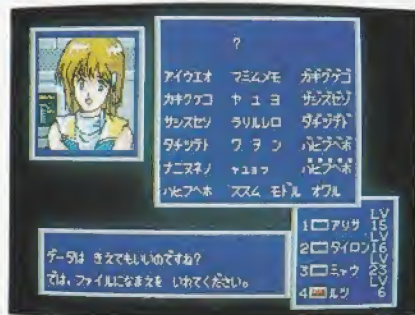 ?
アイウエオ マミムメモ ガギグゲゴ
カキクケコ ヤ ユ ヨ ザジズゼゾ
サシスセソ ラリルレロ ダヂヅデド
タチツテト ワ ヲ ン バビブベボ
ナニヌネノ ャュョッ パピプペポ
ハヒフヘホ ススム モドル オワル
データは きえてもいいのですね?
では、ファイルになまえを いれてください。
LV
1 アリサ 15
LV
2 タイロン 16
LV
3 ミャウ 23
LV
4 ルツ 6